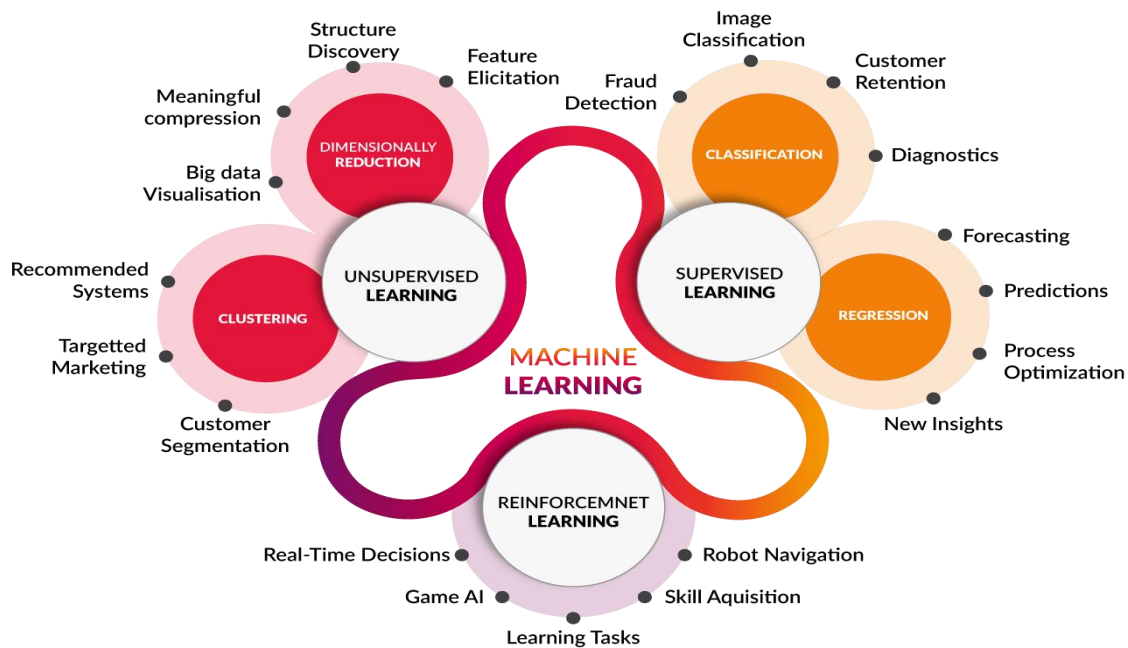 Structure
Discovery
Feature
Elicitation
Meaningful
compression
Big data
Visualisation
DIMENSIONALLY
REDUCTION
Recommended
Systems
Targetted
Marketing
Customer
Segmentation
CLUSTERING
UNSUPERVISED
LEARNING
Image
Classification
Fraud
Detection
Customer
Retention
Diagnostics
CLASSIFICATION
SUPERVISED
LEARNING
Forecasting
Predictions
Process
Optimization
New Insights
REGRESSION
MACHINE
LEARNING
REINFORCEMNET
LEARNING
Real-Time Decisions
Game AI
Learning Tasks
Skill Aquisition
Robot Navigation